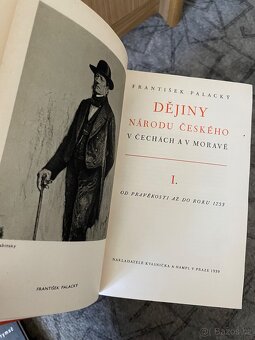 FRANTIŠEK PALACKÝ
DĚJINY
NÁRODU ČESKÉHO
V ČECHÁCH A V MORAVĚ
I.
OD PRAVĚKOSTI AŽ DO ROKU 1253
NAKLADATELÉ KVASNIČKA A HAMPL V PRAZE 1939
FRANTIŠEK PALACKÝ